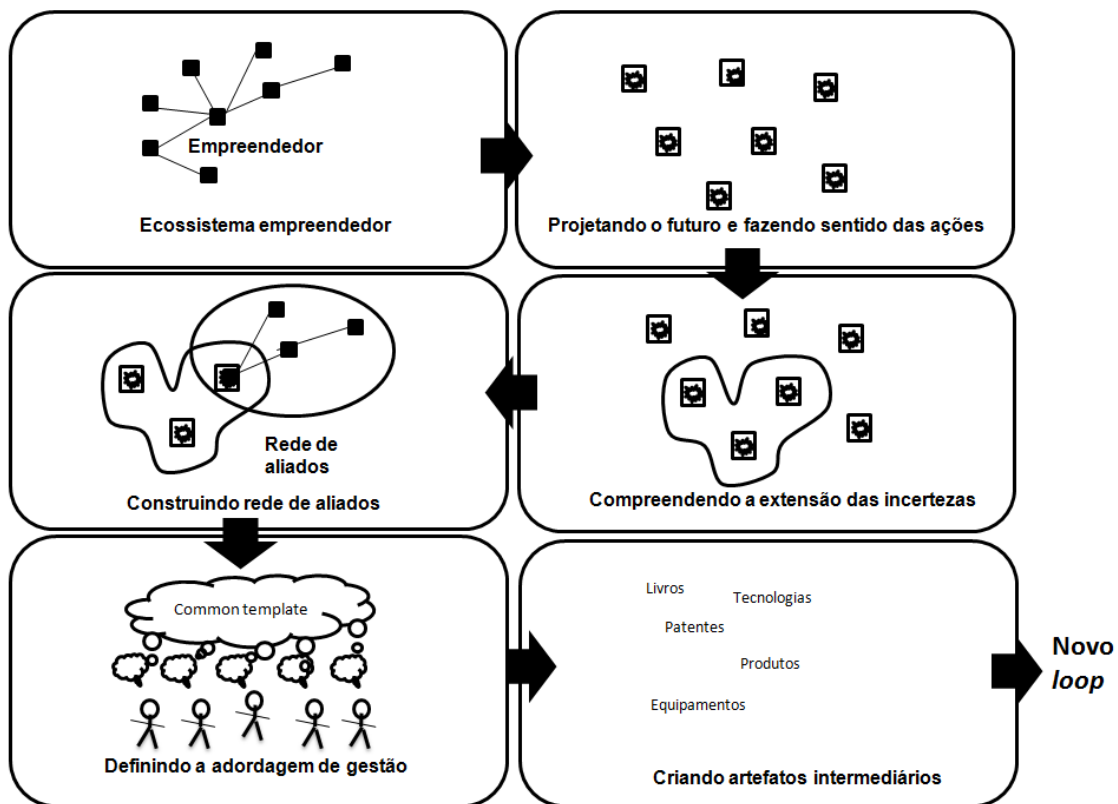 Empreendedor
Ecossistema empreendedor
Projetando o futuro e fazendo sentido das ações
Compreendendo a extensão das incertezas
Rede de
aliados
Construindo rede de aliados
Common template
Definindo a adordagem de gestão
Livros
Tecnologias
Patentes
Produtos
Equipamentos
Criando artefatos intermediários
Novo
loop